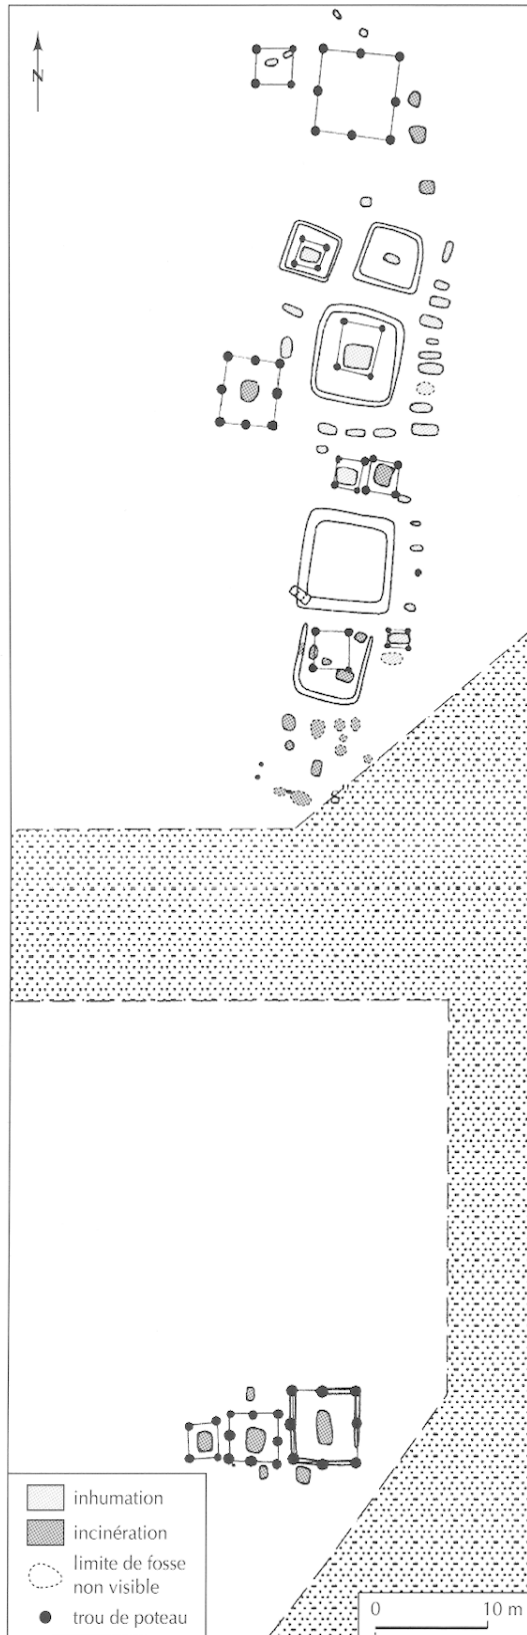 N
inhumation
incinération
limite de fosse
non visible
trou de poteau
0 10 m